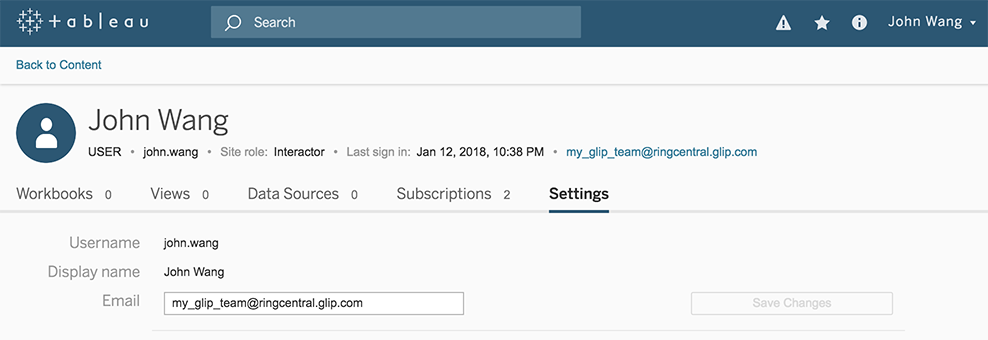 +ableau Search John Wang
Back to Content
John Wang
USER • john.wang • Site role: Interactor • Last sign in: Jan 12, 2018, 10:38 PM • my_glip_team@ringcentral.glip.com
Workbooks 0 Views 0 Data Sources 0 Subscriptions 2 Settings
Username john.wang
Display name John Wang
Email my_glip_team@ringcentral.glip.com Save Changes